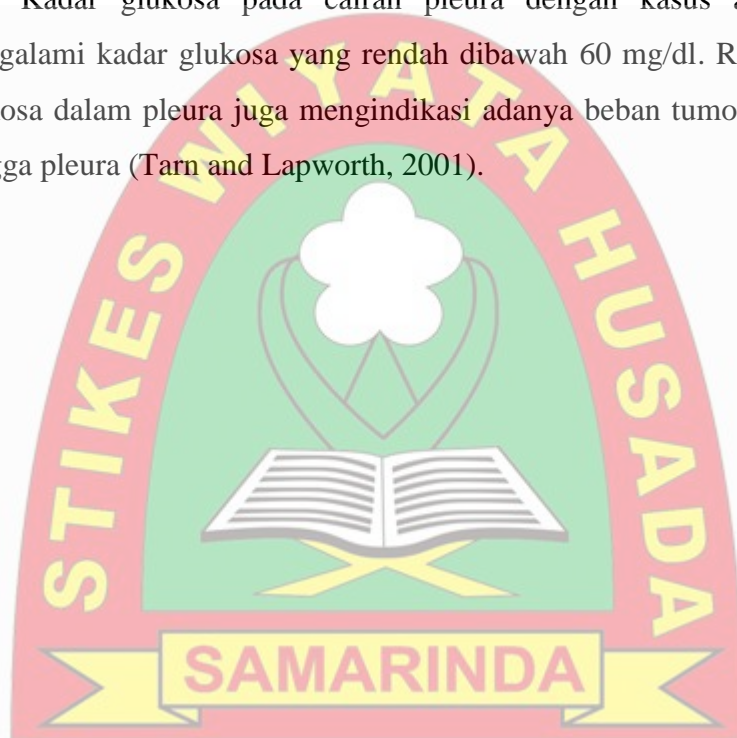 Kadar glukosa pada cairan pleura dengan kasus
galami kadar glukosa yang rendah dibawah 60 mg/dl. R
osa dalam pleura juga mengindikasi adanya beban tumo
gga pleura (Tarn and Lapworth, 2001).
STIKES WIYATA HUSADA
SAMARINDA